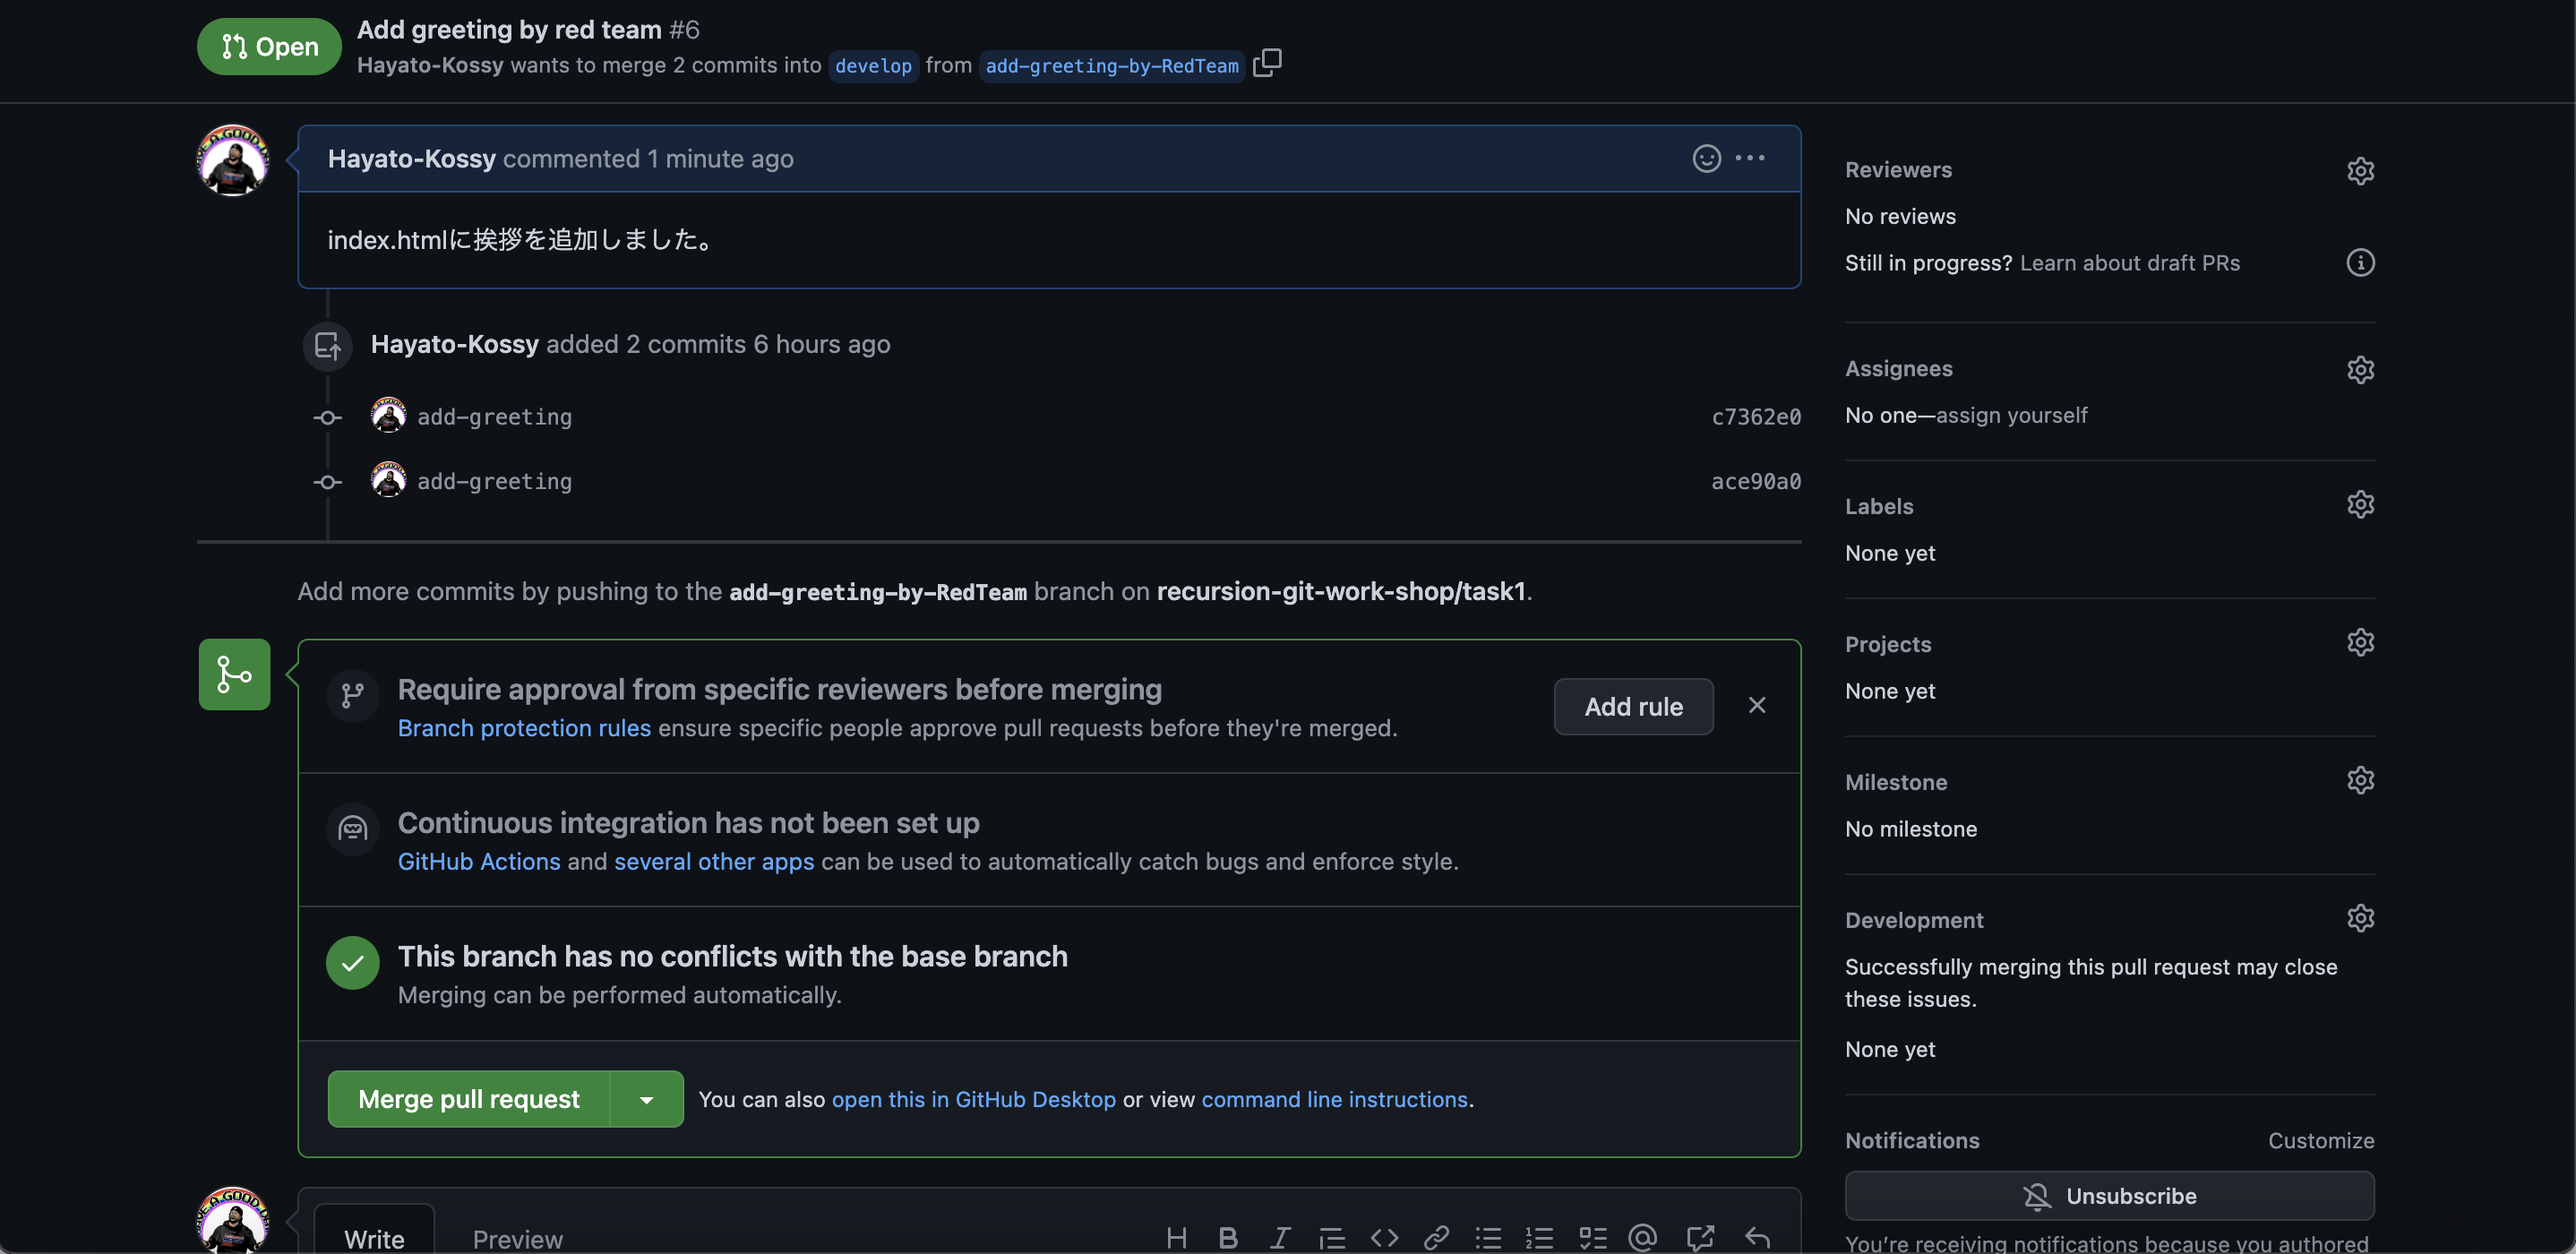 Open
Add greeting by red team #6
Hayato-Kossy wants to merge 2 commits into develop from add-greeting-by-RedTeam
Hayato-Kossy commented 1 minute ago
index.htmlに挨拶を追加しました。
Hayato-Kossy added 2 commits 6 hours ago
add-greeting c7362e0
add-greeting ace90a0
Add more commits by pushing to the add-greeting-by-RedTeam branch on recursion-git-work-shop/task1.
Require approval from specific reviewers before merging
Branch protection rules ensure specific people approve pull requests before they're merged.
Add rule
Continuous integration has not been set up
GitHub Actions and several other apps can be used to automatically catch bugs and enforce style.
This branch has no conflicts with the base branch
Merging can be performed automatically.
Merge pull request
You can also open this in GitHub Desktop or view command line instructions.
Write Preview
Reviewers
No reviews
Still in progress? Learn about draft PRs
Assignees
No one—assign yourself
Labels
None yet
Projects
None yet
Milestone
No milestone
Development
Successfully merging this pull request may close
these issues.
None yet
Notifications Customize
Unsubscribe
You're receiving notifications because you authored